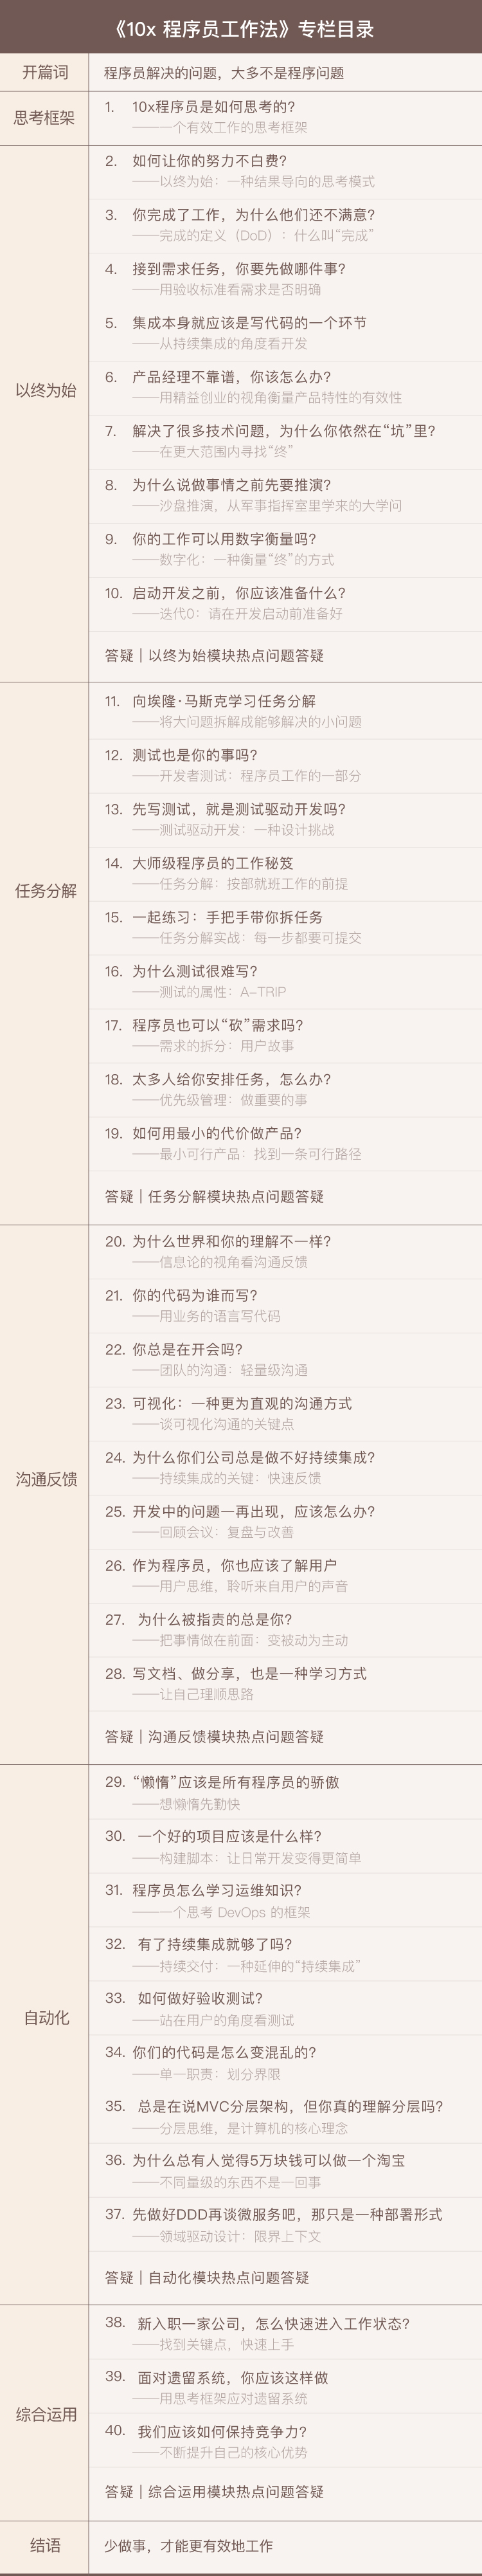 《10x 程序员工作法》专栏目录
开篇词
程序员解决的问题，大多不是程序问题
思考框架
1. 10x程序员是如何思考的？
——一个有效工作的思考框架
以终为始
2. 如何让你的努力不白费？
——以终为始：一种结果导向的思考模式
3. 你完成了工作，为什么他们还不满意？
——完成的定义（DoD）：什么叫“完成”
4. 接到需求任务，你要先做哪件事？
——用验收标准看需求是否明确
5. 集成本身就应该是写代码的一个环节
——从持续集成的角度看开发
6. 产品经理不靠谱，你该怎么办？
——用精益创业的视角衡量产品特性的有效性
7. 解决了很多技术问题，为什么你依然在“坑”里？
——在更大范围内寻找“终”
8. 为什么说做事情之前先要推演？
——沙盘推演，从军事指挥室里学来的大学问
9. 你的工作可以用数字衡量吗？
——数字化：一种衡量“终”的方式
10. 启动开发之前，你应该准备什么？
——迭代0：请在开发启动前准备好
答疑 | 以终为始模块热点问题答疑
任务分解
11. 向埃隆·马斯克学习任务分解
——将大问题拆解成能够解决的小问题
12. 测试也是你的事吗？
——开发者测试：程序员工作的一部分
13. 先写测试，就是测试驱动开发吗？
——测试驱动开发：一种设计挑战
14. 大师级程序员的工作秘笈
——任务分解：按部就班工作的前提
15. 一起练习：手把手带你拆任务
——任务分解实战：每一步都要可提交
16. 为什么测试很难写？
——测试的属性：A-TRIP
17. 程序员也可以“砍”需求吗？
——需求的拆分：用户故事
18. 太多人给你安排任务，怎么办？
——优先级管理：做重要的事
19. 如何用最小的代价做产品？
——最小可行产品：找到一条可行路径
答疑 | 任务分解模块热点问题答疑
沟通反馈
20. 为什么世界和你的理解不一样？
——信息论的视角看沟通反馈
21. 你的代码为谁而写？
——用业务的语言写代码
22. 你总是在开会吗？
——团队的沟通：轻量级沟通
23. 可视化：一种更为直观的沟通方式
——谈可视化沟通的关键点
24. 为什么你们公司总是做不好持续集成？
——持续集成的关键：快速反馈
25. 开发中的问题一再出现，应该怎么办？
——回顾会议：复盘与改善
26. 作为程序员，你也应该了解用户
——用户思维，聆听来自用户的声音
27. 为什么被指责的总是你？
——把事情做在前面：变被动为主动
28. 写文档、做分享，也是一种学习方式
——让自己理顺思路
答疑 | 沟通反馈模块热点问题答疑
自动化
29. “懒惰”应该是所有程序员的骄傲
——想懒惰先勤快
30. 一个好的项目应该是什么样？
——构建脚本：让日常开发变得更简单
31. 程序员怎么学习运维知识？
——一个思考 DevOps 的框架
32. 有了持续集成就够了吗？
——持续交付：一种延伸的“持续集成”
33. 如何做好验收测试？
——站在用户的角度看测试
34. 你们的代码是怎么变混乱的？
——单一职责：划分界限
35. 总是在说MVC分层架构，但你真的理解分层吗？
——分层思维，是计算机的核心理念
36. 为什么总有人觉得5万块钱可以做一个淘宝
——不同量级的东西不是一回事
37. 先做好DDD再谈微服务吧，那只是一种部署形式
——领域驱动设计：限界上下文
答疑 | 自动化模块热点问题答疑
综合运用
38. 新入职一家公司，怎么快速进入工作状态？
——找到关键点，快速上手
39. 面对遗留系统，你应该这样做
——用思考框架应对遗留系统
40. 我们应该如何保持竞争力？
——不断提升自己的核心优势
答疑 | 综合运用模块热点问题答疑
结语
少做事，才能更有效地工作